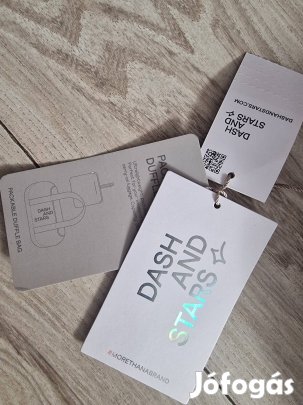 DASH
AND
STARS
DASHANDSTARS.COM
PACKABLE DUFFLE BAG
DASH
AND
STARS
DASH
AND
STARS
#MORETHANABRAND
Jófogás